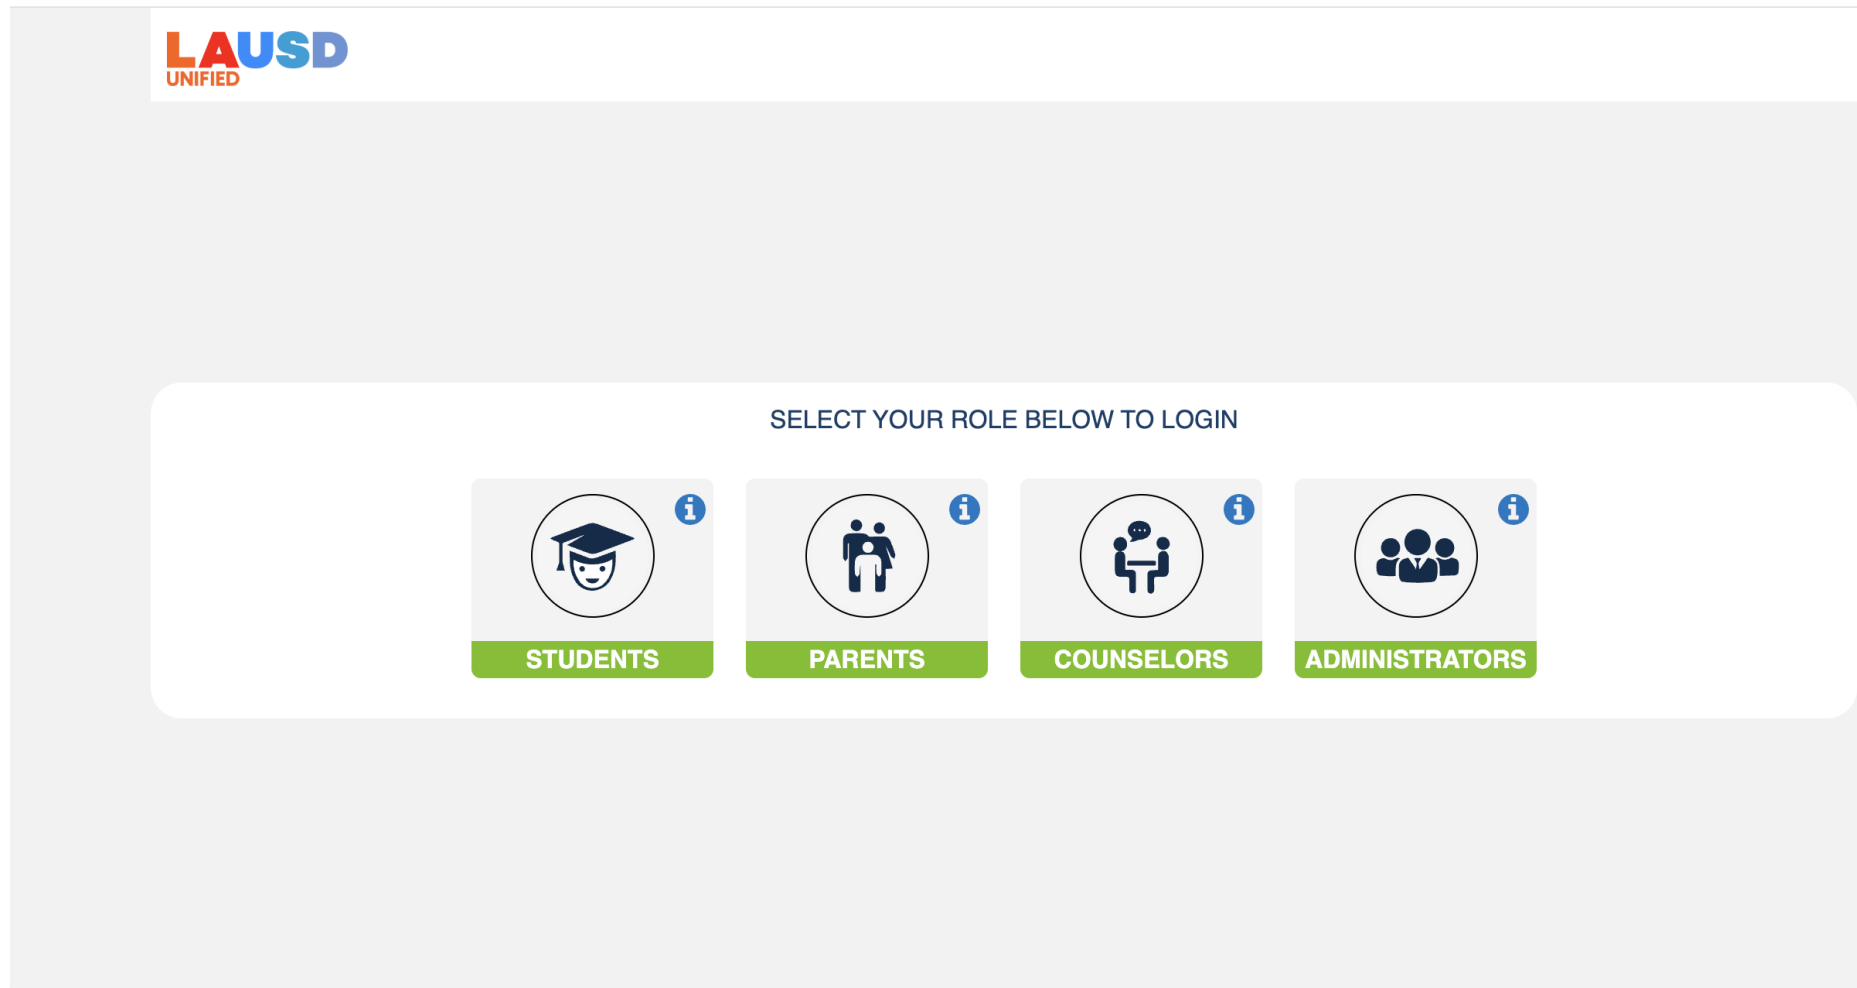 LAUSD
UNIFIED
SELECT YOUR ROLE BELOW TO LOGIN
STUDENTS
PARENTS
COUNSELORS
ADMINISTRATORS